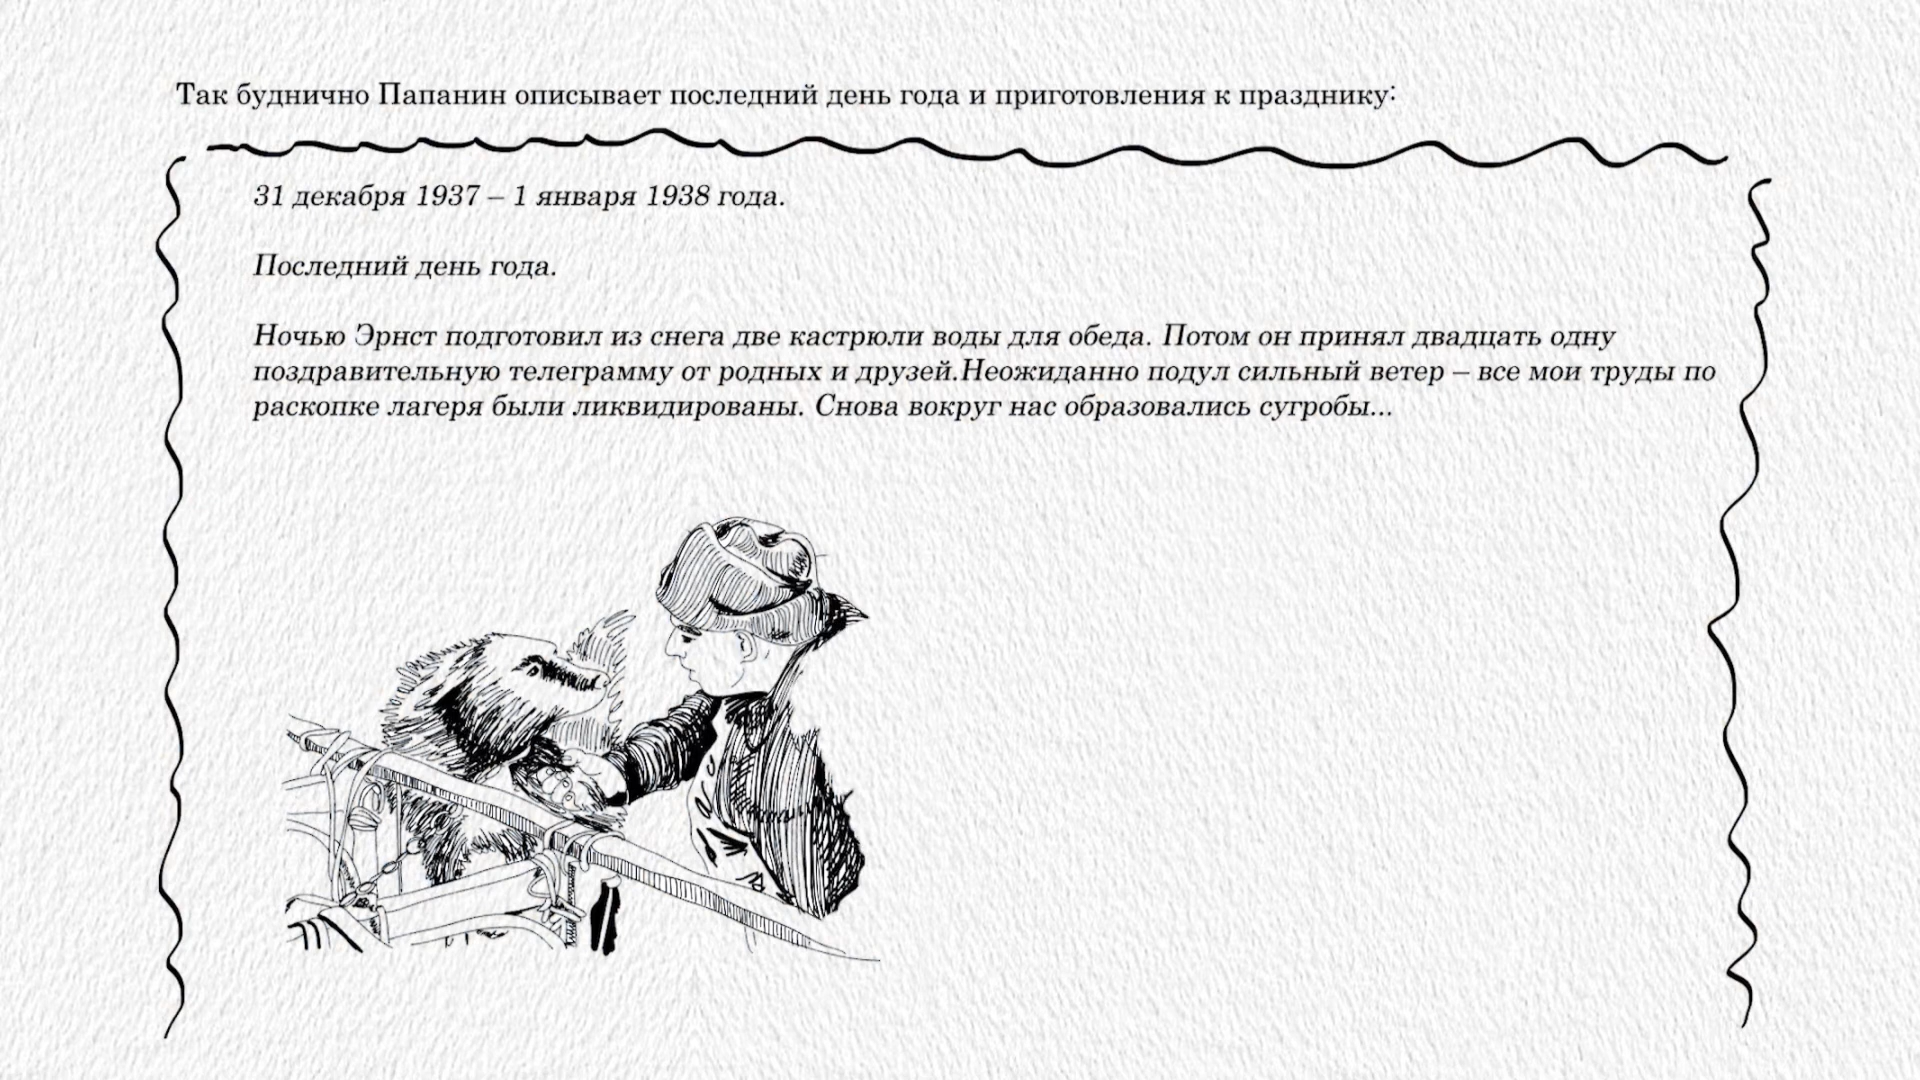 Так буднично Папанин описывает последний день года и приготовления к празднику:
31 декабря 1937 – 1 января 1938 года.
Последний день года.
Ночью Эрнст подготовил из снега две кастрюли воды для обеда. Потом он принял двадцать одну
поздравительную телеграмму от родных и друзей.Неожиданно подул сильный ветер – все мои труды по
раскопке лагеря были ликвидированы. Снова вокруг нас образовались сугробы...